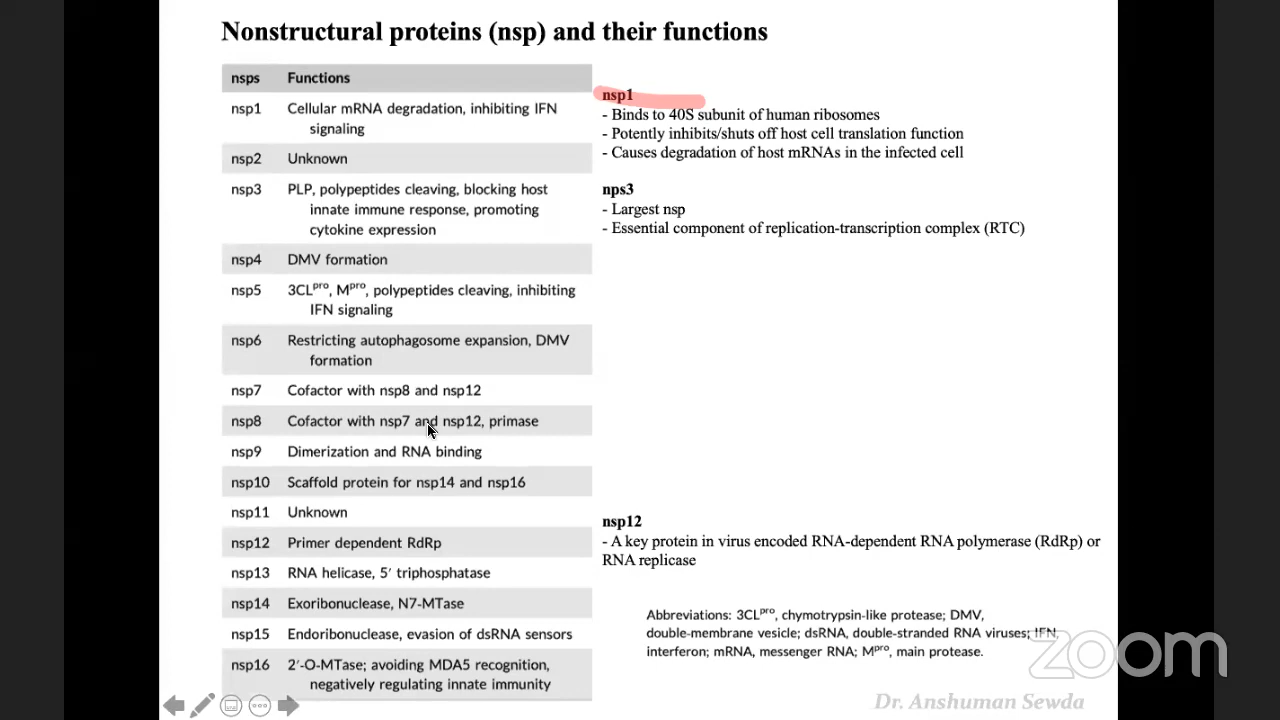 Nonstructural proteins (nsp) and their functions
nsps Functions
nsp1 Cellular mRNA degradation, inhibiting IFN
signaling
nsp2 Unknown
nsp3 PLP, polypeptides cleaving, blocking host
innate immune response, promoting
cytokine expression
nsp4 DMV formation
nsp5 3CLpro, Mpro, polypeptides cleaving, inhibiting
IFN signaling
nsp6 Restricting autophagosome expansion, DMV
formation
nsp7 Cofactor with nsp8 and nsp12
nsp8 Cofactor with nsp7 and nsp12, primase
nsp9 Dimerization and RNA binding
nsp10 Scaffold protein for nsp14 and nsp16
nsp11 Unknown
nsp12 Primer dependent RdRp
nsp13 RNA helicase, 5′ triphosphatase
nsp14 Exoribonuclease, N7-MTase
nsp15 Endoribonuclease, evasion of dsRNA sensors
nsp16 2′-O-MTase; avoiding MDA5 recognition,
negatively regulating innate immunity
nsp1
- Binds to 40S subunit of human ribosomes
- Potently inhibits/shuts off host cell translation function
- Causes degradation of host mRNAs in the infected cell
nps3
- Largest nsp
- Essential component of replication-transcription complex (RTC)
nsp12
- A key protein in virus encoded RNA-dependent RNA polymerase (RdRp) or
RNA replicase
Abbreviations: 3CLpro, chymotrypsin-like protease; DMV,
double-membrane vesicle; dsRNA, double-stranded RNA viruses; IFN,
interferon; mRNA, messenger RNA; Mpro, main protease.
zoom
Dr. Anshuman Sewda